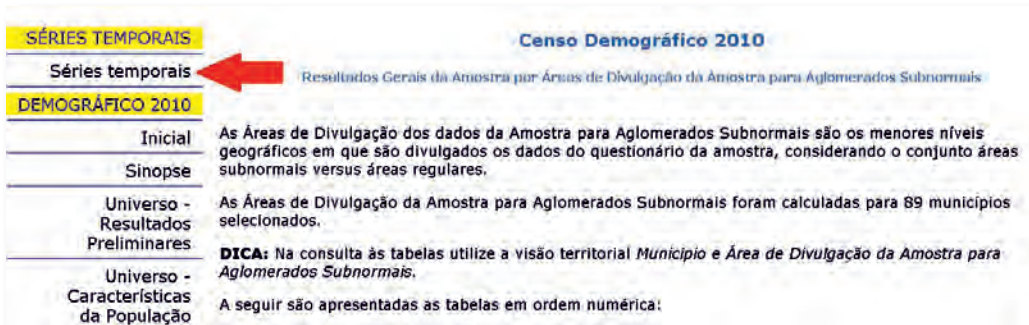 SÉRIES TEMPORAIS
Séries temporais
DEMOGRÁFICO 2010
Inicial
Sinopse
Universo -
Resultados
Preliminares
Universo -
Características
da População
Censo Demográfico 2010
Resultados Gerais da Amostra por Áreas de Divulgação da Amostra para Aglomerados Subnormais
As Áreas de Divulgação dos dados da Amostra para Aglomerados Subnormais são os menores níveis
geográficos em que são divulgados os dados do questionário da amostra, considerando o conjunto áreas
subnormais versus áreas regulares.
As Áreas de Divulgação da Amostra para Aglomerados Subnormais foram calculadas para 89 municípios
selecionados.
DICA: Na consulta às tabelas utilize a visão territorial Município e Área de Divulgação da Amostra para
Aglomerados Subnormais.
A seguir são apresentadas as tabelas em ordem numérica: